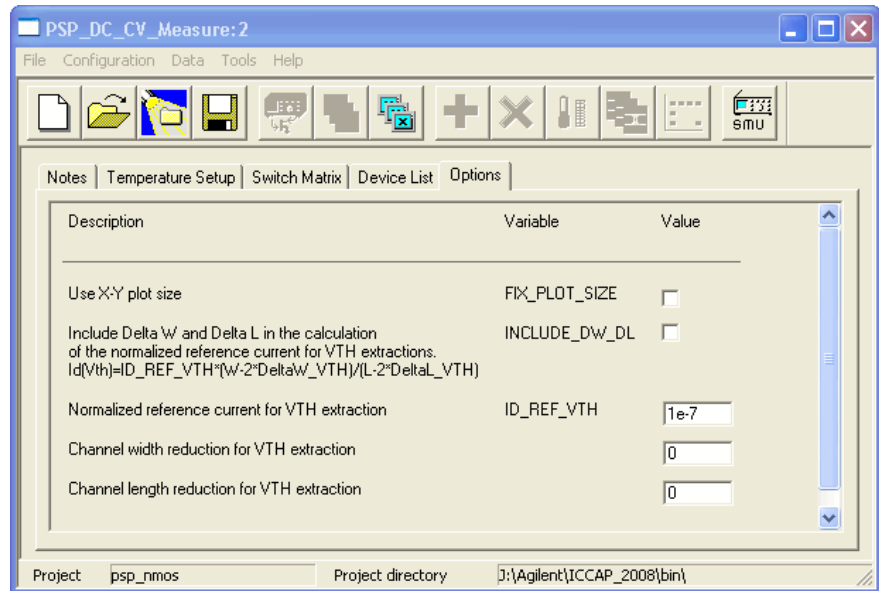 PSP_DC_CV_Measure:2
File Configuration Data Tools Help
SMU
Notes Temperature Setup Switch Matrix Device List Options
Description Variable Value
Use X-Y plot size FIX_PLOT_SIZE
Include Delta W and Delta L in the calculation INCLUDE_DW_DL
of the normalized reference current for VTH extractions.
Id(Vth)=ID_REF_VTH*(W-2*DeltaW_VTH)/(L-2*DeltaL_VTH)
Normalized reference current for VTH extraction ID_REF_VTH 1e-7
Channel width reduction for VTH extraction 0
Channel length reduction for VTH extraction 0
Project psp_nmos Project directory J:\Agilent\ICCAP_2008\bin\